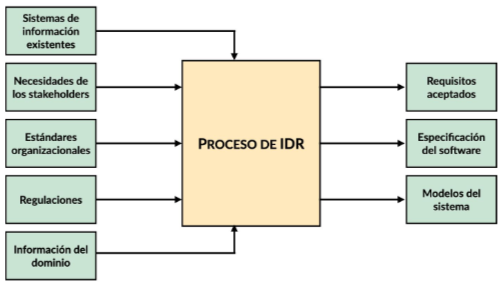 Sistemas de
información
existentes
Necesidades de
los stakeholders
Estándares
organizacionales
Regulaciones
Información del
dominio
PROCESO DE IDR
Requisitos
aceptados
Especificación
del software
Modelos del
sistema